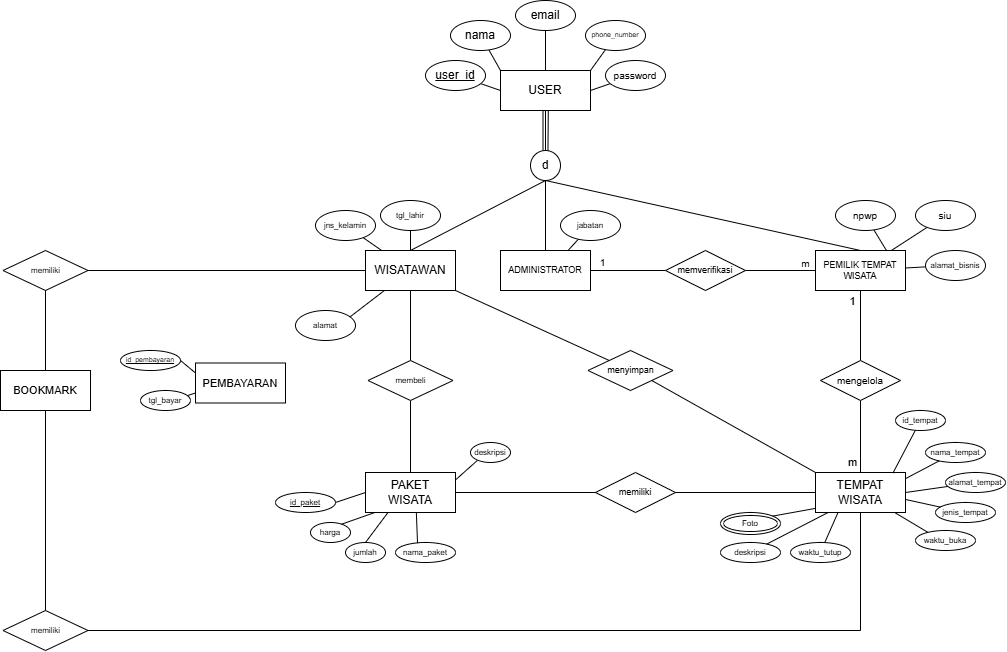 email
nama
phone_number
user_id
password
USER
d
tgl_lahir
jns_kelamin
jabatan
npwp
siu
memiliki
WISATAWAN
ADMINISTRATOR
1
memverifikasi
m
PEMILIK TEMPAT
WISATA
alamat_bisnis
1
alamat
id_pembayaran
PEMBAYARAN
tgl_bayar
BOOKMARK
membeli
menyimpan
mengelola
id_tempat
m
nama_tempat
deskripsi
PAKET
WISATA
id_paket
harga
jumlah
nama_paket
memiliki
TEMPAT
WISATA
alamat_tempat
jenis_tempat
waktu_buka
Foto
deskripsi
waktu_tutup
memiliki